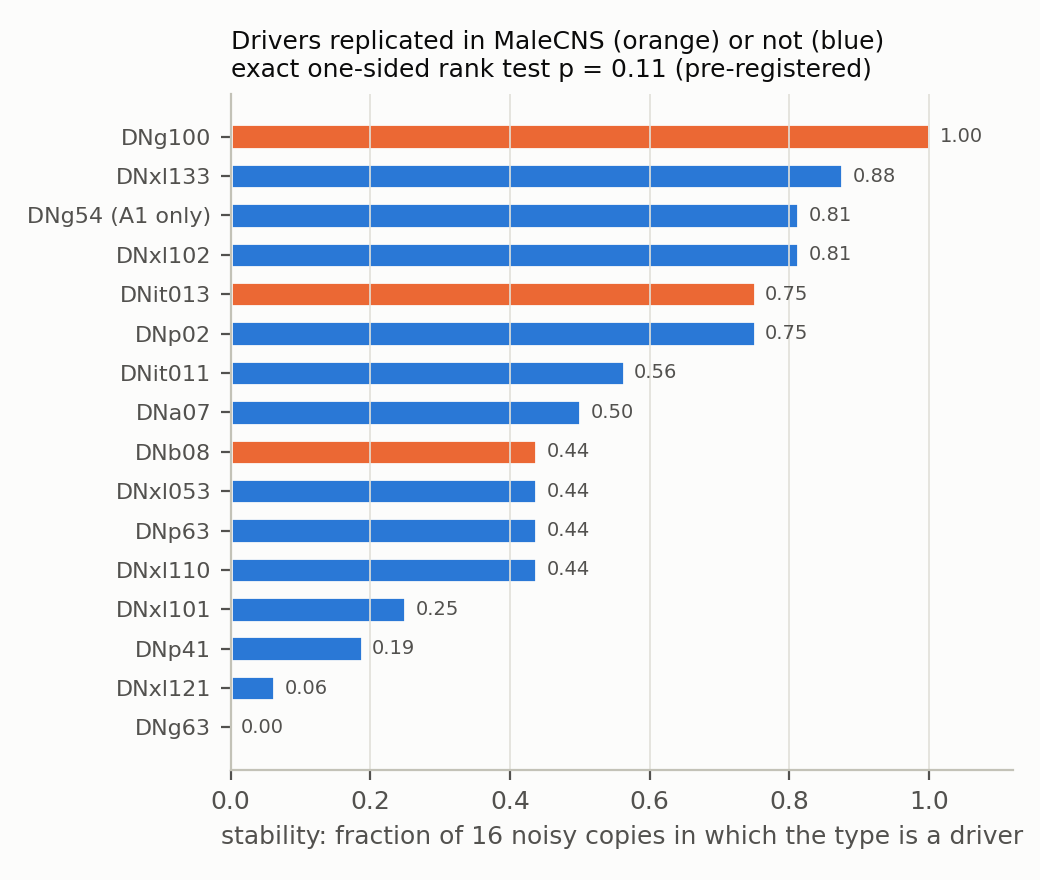 Drivers replicated in MaleCNS (orange) or not (blue)
exact one-sided rank test p = 0.11 (pre-registered)
DNg100 1.00
DNxl133 0.88
DNg54 (A1 only) 0.81
DNxl102 0.81
DNit013 0.75
DNp02 0.75
DNit011 0.56
DNa07 0.50
DNb08 0.44
DNxl053 0.44
DNp63 0.44
DNxl110 0.44
DNxl101 0.25
DNp41 0.19
DNxl121 0.06
DNg63 0.00
0.0 0.2 0.4 0.6 0.8 1.0
stability: fraction of 16 noisy copies in which the type is a driver